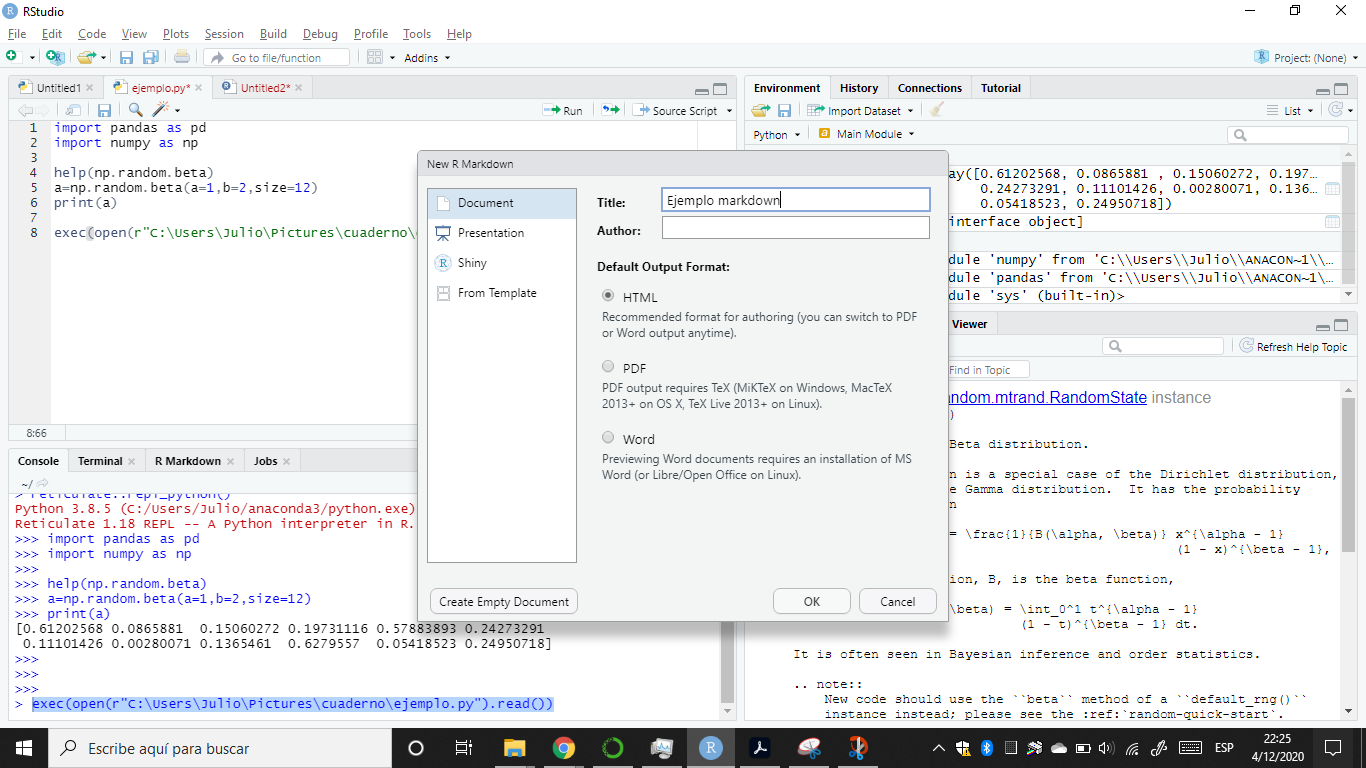 RStudio
File Edit Code View Plots Session Build Debug Profile Tools Help
Go to file/function Addins Project: (None)
Untitled1 ejemplo.py* Untitled2*
Run Source Script
1 import pandas as pd
2 import numpy as np
3
4 help(np.random.beta)
5 a=np.random.beta(a=1,b=2,size=12)
6 print(a)
7
8 exec(open(r"C:\Users\Julio\Pictures\cuaderno\
8:66
Console Terminal R Markdown Jobs
~/
> reticulate::repl_python()
Python 3.8.5 (C:/Users/Julio/anaconda3/python.exe)
Reticulate 1.18 REPL -- A Python interpreter in R.
>>> import pandas as pd
>>> import numpy as np
>>>
>>> help(np.random.beta)
>>> a=np.random.beta(a=1,b=2,size=12)
>>> print(a)
[0.61202568 0.0865881  0.15060272 0.19731116 0.57883893 0.24273291
 0.11101426 0.00280071 0.1365461  0.6279557  0.05418523 0.24950718]
>>>
>>>
>>>
> exec(open(r"C:\Users\Julio\Pictures\cuaderno\ejemplo.py").read())
New R Markdown
Document
Presentation
Shiny
From Template
Title: Ejemplo markdown
Author:
Default Output Format:
HTML
Recommended format for authoring (you can switch to PDF
or Word output anytime).
PDF
PDF output requires TeX (MiKTeX on Windows, MacTeX
2013+ on OS X, TeX Live 2013+ on Linux).
Word
Previewing Word documents requires an installation of MS
Word (or Libre/Open Office on Linux).
Create Empty Document OK Cancel
Environment History Connections Tutorial
Import Dataset List
Python Main Module
ay([0.61202568, 0.0865881 , 0.15060272, 0.197…
0.24273291, 0.11101426, 0.00280071, 0.136…
0.05418523, 0.24950718])
interface object]
dule 'numpy' from 'C:\\Users\\Julio\\ANACON~1\\…
dule 'pandas' from 'C:\\Users\\Julio\\ANACON~1\\…
dule 'sys' (built-in)>
Viewer
Refresh Help Topic
Find in Topic
ndom.mtrand.RandomState instance
)
Beta distribution.
n is a special case of the Dirichlet distribution,
e Gamma distribution.  It has the probability
n
= \frac{1}{B(\alpha, \beta)} x^{\alpha - 1}
(1 - x)^{\beta - 1},
ion, B, is the beta function,
\beta) = \int_0^1 t^{\alpha - 1}
(1 - t)^{\beta - 1} dt.
It is often seen in Bayesian inference and order statistics.
.. note::
New code should use the ``beta`` method of a ``default_rng()``
instance instead; please see the :ref:`random-quick-start`.
Escribe aquí para buscar
ESP
22:25
4/12/2020